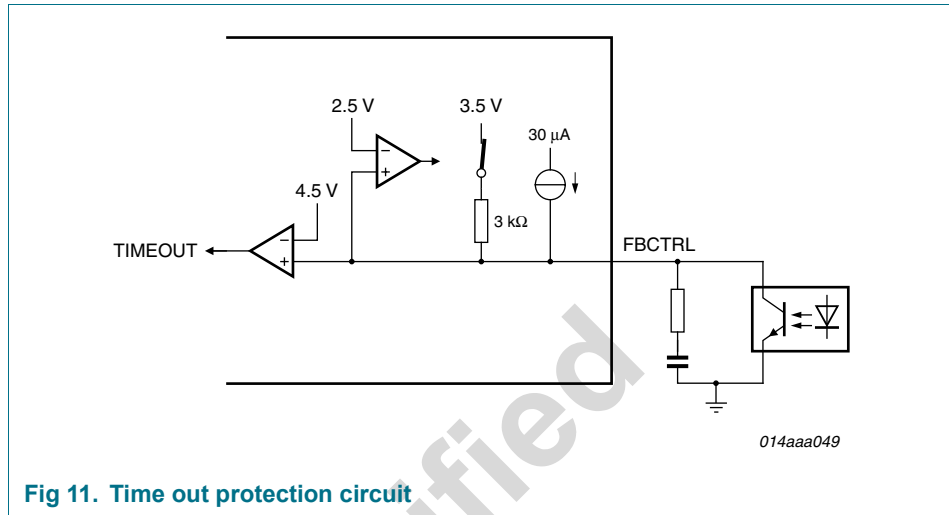 2.5 V
3.5 V
30 μA
4.5 V
3 kΩ
TIMEOUT
FBCTRL
ified
014aaa049
Fig 11. Time out protection circuit